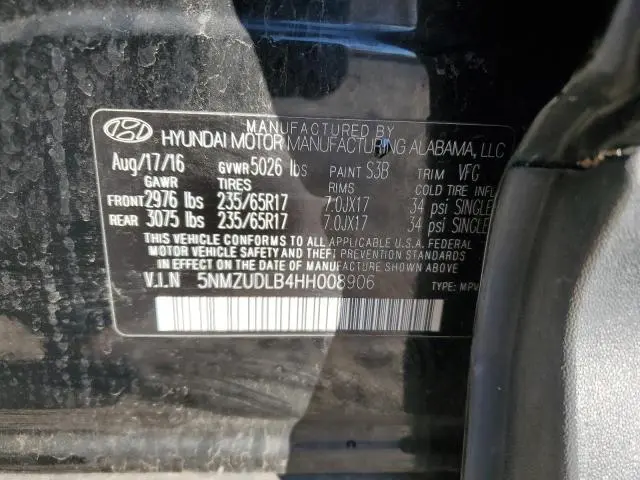 MANUFACTURED BY
HYUNDAI MOTOR MANUFACTURING ALABAMA, LLC
Aug/17/16 GVWR 5026 lbs PAINT S3B TRIM VFG
GAWR TIRES RIMS COLD TIRE INFL
FRONT 2976 lbs 235/65R17 7.0JX17 34 psi SINGLE
REAR 3075 lbs 235/65R17 7.0JX17 34 psi SINGLE
THIS VEHICLE CONFORMS TO ALL APPLICABLE U.S.A. FEDERAL
MOTOR VEHICLE SAFETY AND THEFT PREVENTION STANDARDS
IN EFFECT ON THE DATE OF MANUFACTURE SHOWN ABOVE.
V.I.N 5NMZUDLB4HH008906 TYPE: MPV